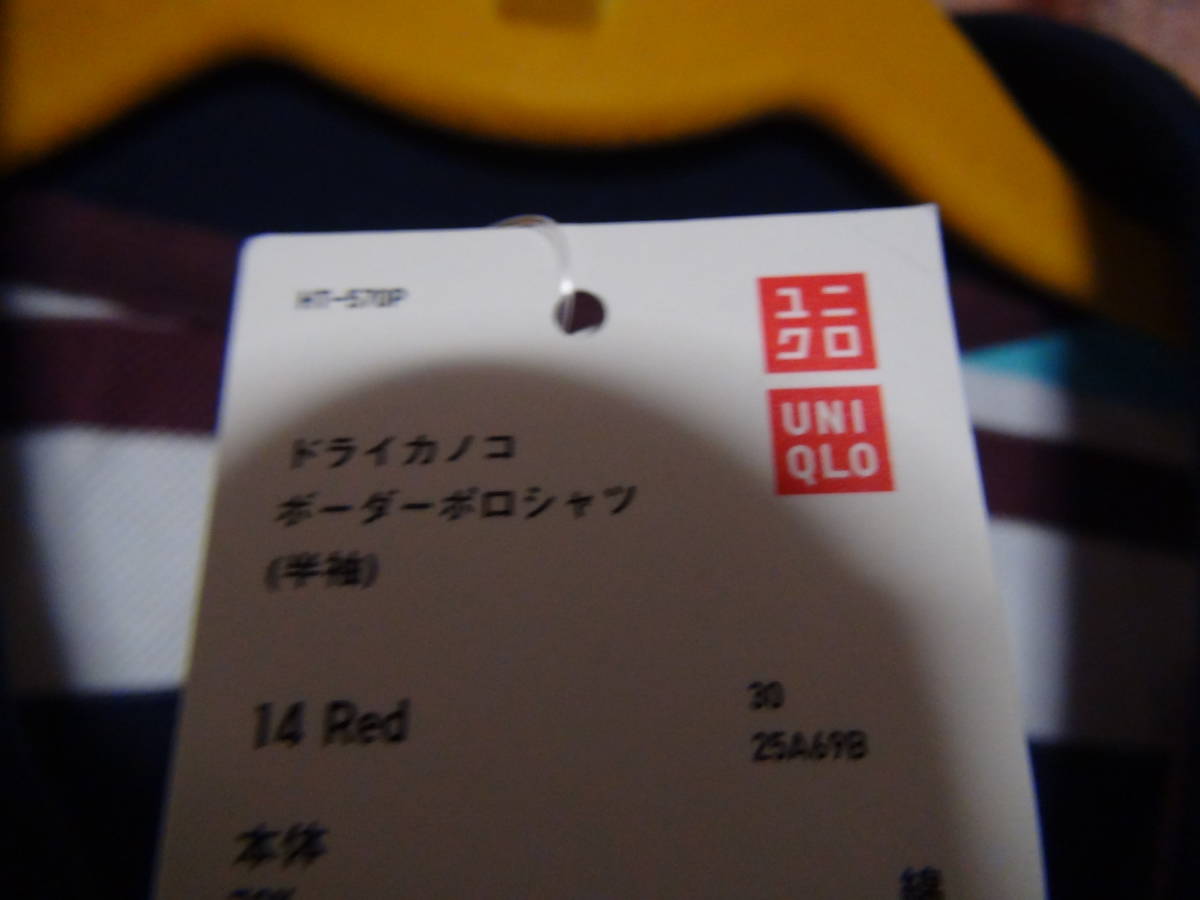 HT-570P
ユニ
クロ
UNI
QLO
ドライカノコ
ボーダーポロシャツ
(半袖)
14 Red
30
25A69B
本体
綿